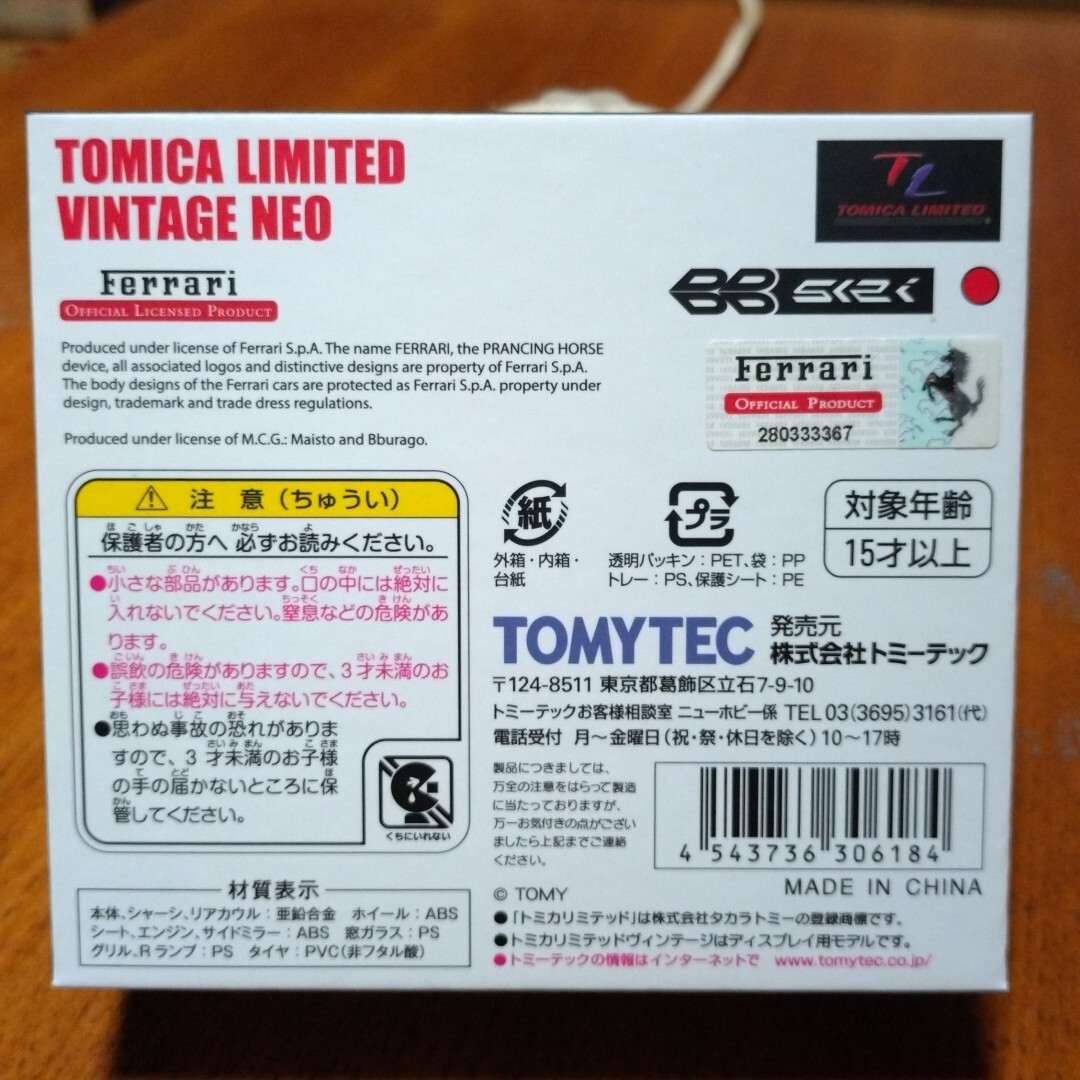 TOMICA LIMITED
VINTAGE NEO
TL
TOMICA LIMITED
Ferrari
OFFICIAL LICENSED PRODUCT
BB 512i
Produced under license of Ferrari S.p.A. The name FERRARI, the PRANCING HORSE
device, all associated logos and distinctive designs are property of Ferrari S.p.A.
The body designs of the Ferrari cars are protected as Ferrari S.p.A. property under
design, trademark and trade dress regulations.
Produced under license of M.C.G.: Maisto and Bburago.
Ferrari
OFFICIAL PRODUCT
280333367
⚠ 注 意 (ちゅうい)
保護者の方へ 必ずお読みください。
●小さな部品があります。口の中には絶対に
入れないでください。窒息などの危険があ
ります。
●誤飲の危険がありますので、3才未満のお
子様には絶対に与えないでください。
●思わぬ事故の恐れがありま
すので、3 才未満のお子様
の手の届かないところに保
管してください。
くちにいれない
材質表示
本体、シャーシ、リアカウル:亜鉛合金 ホイール:ABS
シート、エンジン、サイドミラー:ABS 窓ガラス:PS
グリル、Rランプ:PS タイヤ:PVC(非フタル酸)
紙
外箱・内箱・
台紙
プラ
透明パッキン:PET、袋:PP
トレー:PS、保護シート:PE
対象年齢
15才以上
TOMYTEC
発売元
株式会社トミーテック
〒124-8511 東京都葛飾区立石7-9-10
トミーテックお客様相談室 ニューホビー係 TEL 03(3695)3161(代)
電話受付 月〜金曜日(祝・祭・休日を除く)10〜17時
製品につきましては、
万全の注意をはらって製造
に当たっておりますが、
万一お気付きの点がござい
ましたら上記までご連絡
ください。
4 543736 306184
© TOMY
MADE IN CHINA
●「トミカリミテッド」は株式会社タカラトミーの登録商標です。
●トミカリミテッドヴィンテージはディスプレイ用モデルです。
●トミーテックの情報はインターネットで www.tomytec.co.jp/